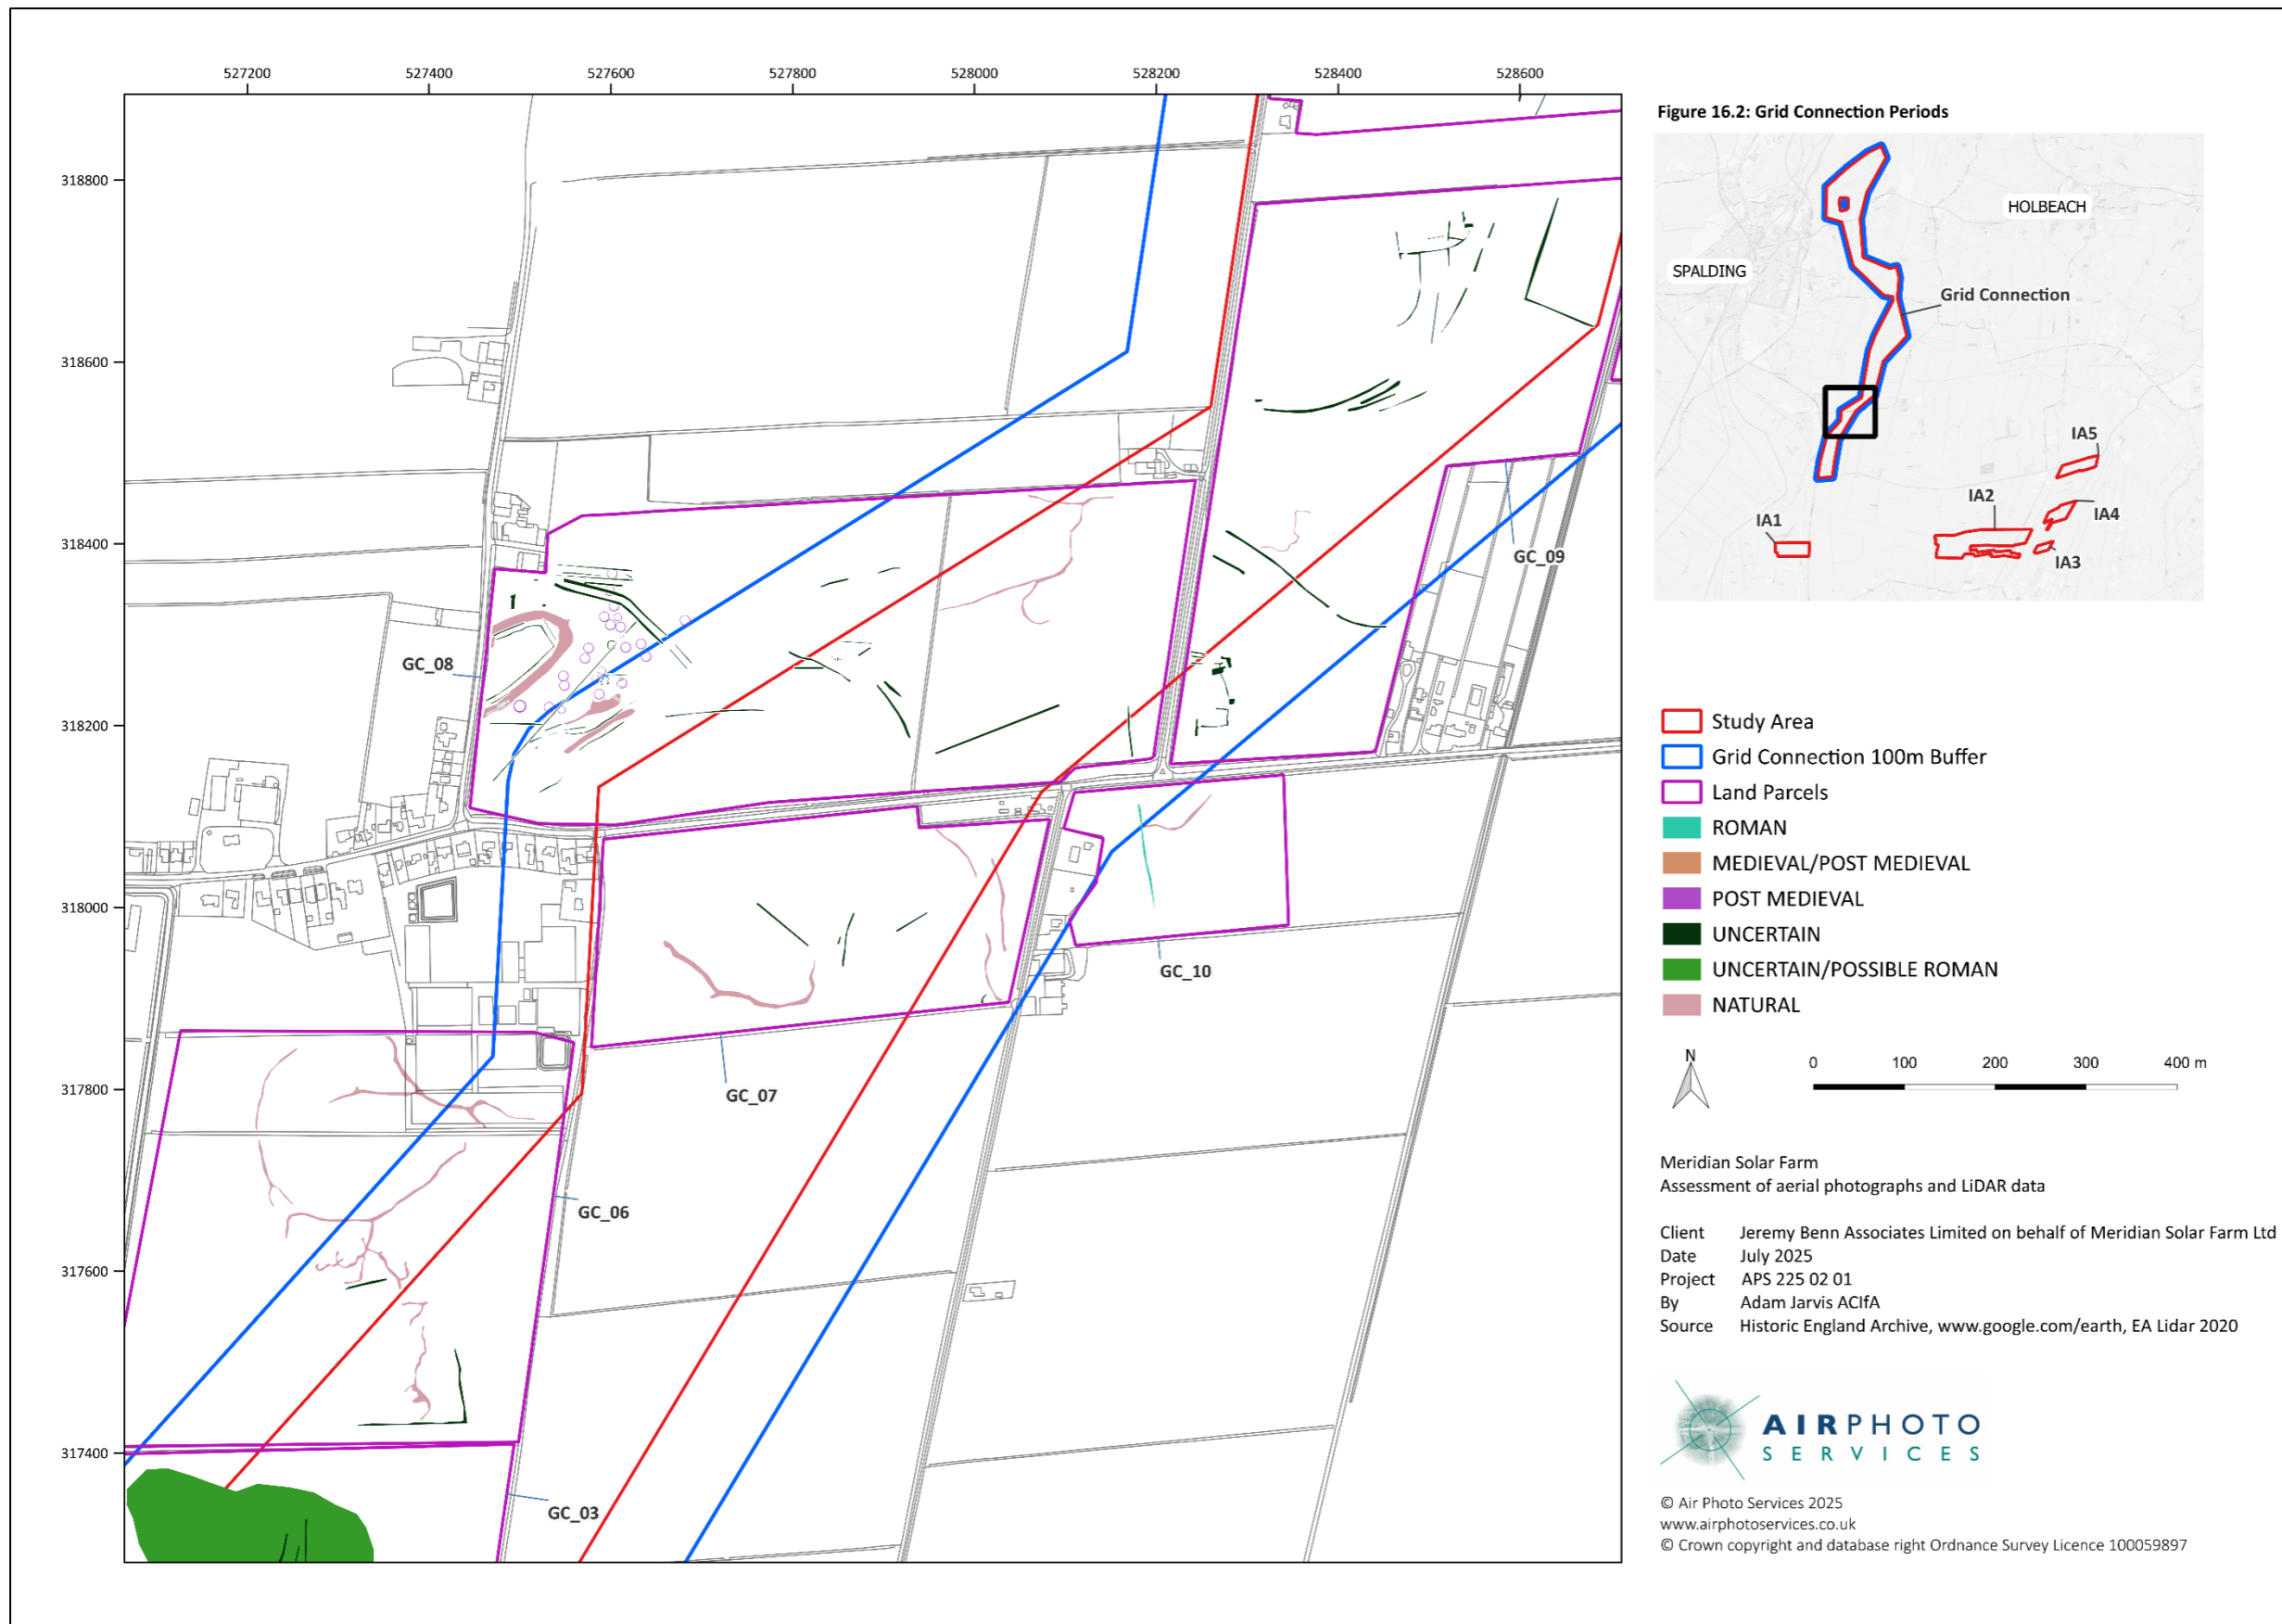 527200 527400 527600 527800 528000 528200 528400 528600
318800
318600
318400
318200
318000
317800
317600
317400
GC_08
GC_09
GC_10
GC_07
GC_06
GC_03
Figure 16.2: Grid Connection Periods
HOLBEACH
SPALDING
Grid Connection
IA5
IA2
IA4
IA1
IA3
Study Area
Grid Connection 100m Buffer
Land Parcels
ROMAN
MEDIEVAL/POST MEDIEVAL
POST MEDIEVAL
UNCERTAIN
UNCERTAIN/POSSIBLE ROMAN
NATURAL
N
0 100 200 300 400 m
Meridian Solar Farm
Assessment of aerial photographs and LiDAR data
Client Jeremy Benn Associates Limited on behalf of Meridian Solar Farm Ltd
Date July 2025
Project APS 225 02 01
By Adam Jarvis ACIfA
Source Historic England Archive, www.google.com/earth, EA Lidar 2020
AIRPHOTO
SERVICES
© Air Photo Services 2025
www.airphotoservices.co.uk
© Crown copyright and database right Ordnance Survey Licence 100059897